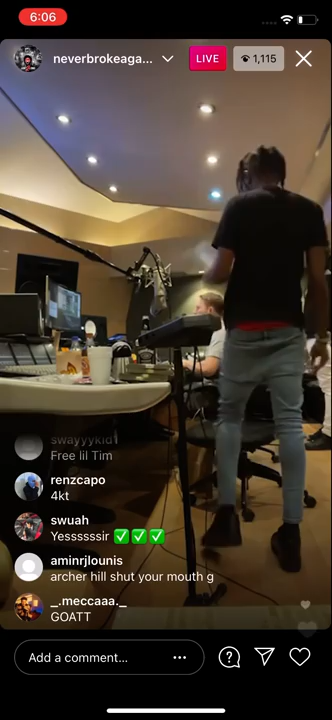 6:06
neverbrokeaga...
LIVE
1,115
swayyykid1
Free lil Tim
renzcapo
4kt
swuah
Yessssssir ✅✅✅
aminrjlounis
archer hill shut your mouth g
_.meccaaa._
GOATT
Add a comment...